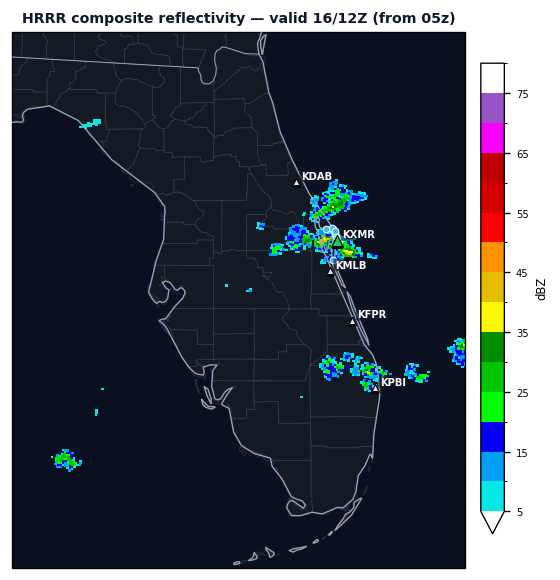 HRRR composite reflectivity — valid 16/12Z (from 05z)
KDAB
KXMR
KMLB
KFPR
KPBI
75
65
55
45
35
25
15
5
dBZ